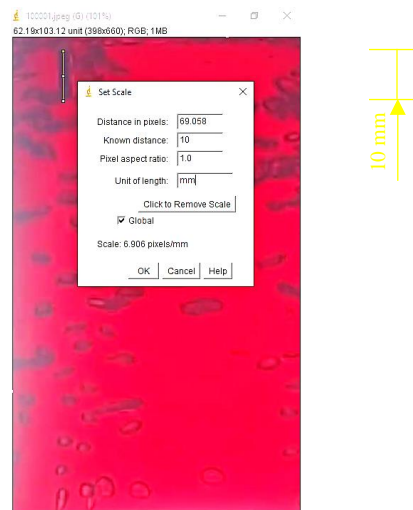 100001.jpeg (G) (101%)
62.19x103.12 unit (398x660); RGB; 1MB
Set Scale
Distance in pixels: 69.058
Known distance: 10
Pixel aspect ratio: 1.0
Unit of length: mm
Click to Remove Scale
Global
Scale: 6.906 pixels/mm
OK Cancel Help
10 mm